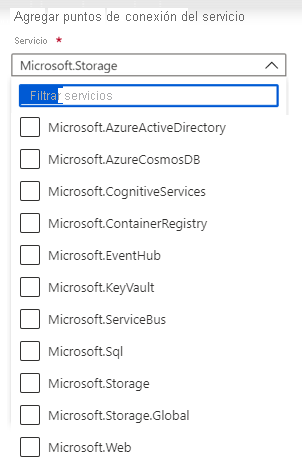 Agregar puntos de conexión del servicio
Servicio *
Microsoft.Storage
Filtrar servicios
Microsoft.AzureActiveDirectory
Microsoft.AzureCosmosDB
Microsoft.CognitiveServices
Microsoft.ContainerRegistry
Microsoft.EventHub
Microsoft.KeyVault
Microsoft.ServiceBus
Microsoft.Sql
Microsoft.Storage
Microsoft.Storage.Global
Microsoft.Web